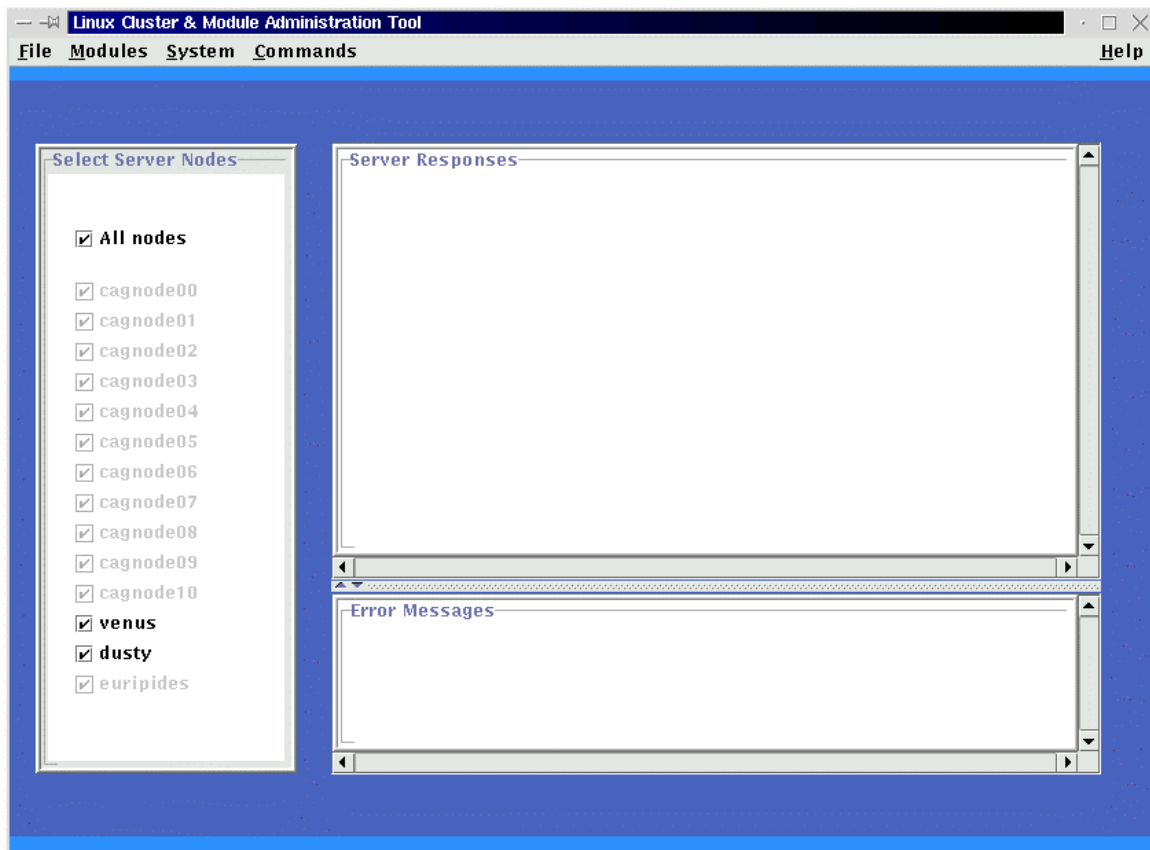 Linux Cluster & Module Administration Tool
File Modules System Commands Help
Select Server Nodes
All nodes
cagnode00
cagnode01
cagnode02
cagnode03
cagnode04
cagnode05
cagnode06
cagnode07
cagnode08
cagnode09
cagnode10
venus
dusty
euripides
Server Responses
Error Messages